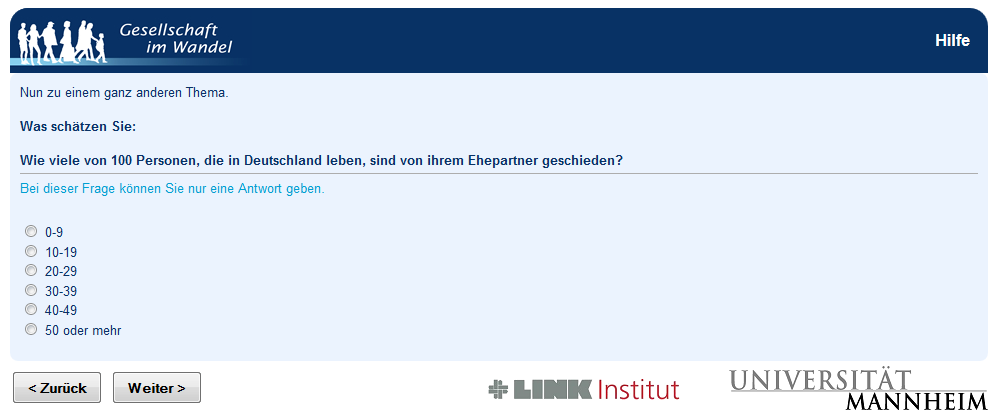 Gesellschaft
im Wandel
Hilfe
Nun zu einem ganz anderen Thema.
Was schätzen Sie:
Wie viele von 100 Personen, die in Deutschland leben, sind von ihrem Ehepartner geschieden?
Bei dieser Frage können Sie nur eine Antwort geben.
0-9
10-19
20-29
30-39
40-49
50 oder mehr
< Zurück
Weiter >
LINK Institut
UNIVERSITÄT
MANNHEIM